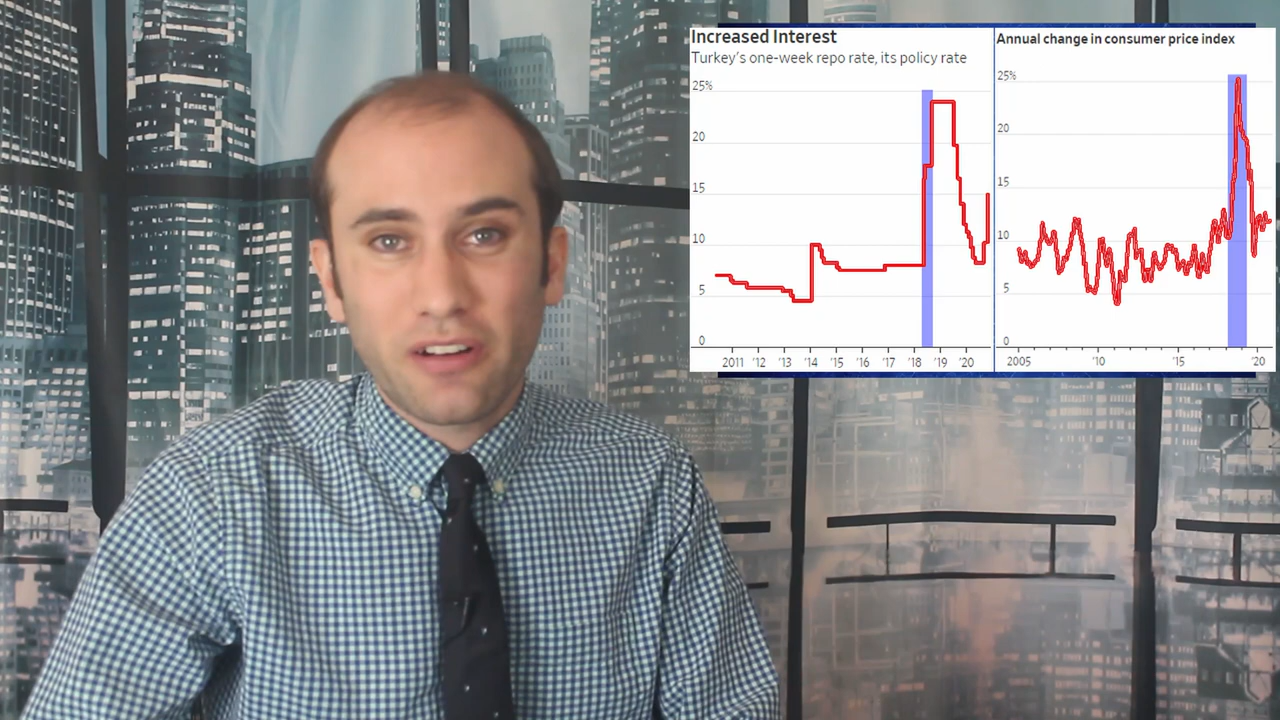 Increased Interest
Turkey's one-week repo rate, its policy rate
25%
20
15
10
5
0
2011 '12 '13 '14 '15 '16 '17 '18 '19 '20
Annual change in consumer price index
25%
20
15
10
5
0
2005 '10 '15 '20